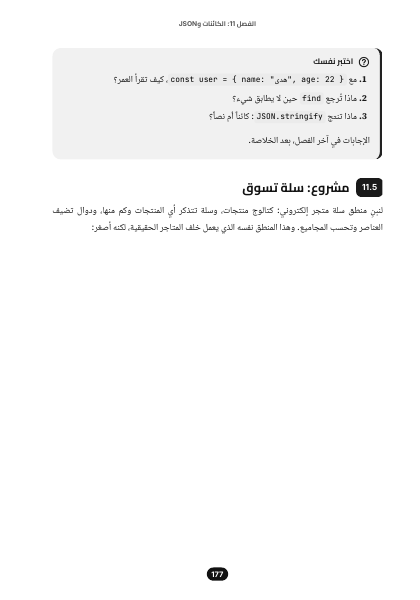 الفصل 11: الكائنات وJSON
اختبر نفسك
1. مع const user = { name: "هدى", age: 22 }، كيف تقرأ العمر؟
2. ماذا تُرجع find حين لا يطابق شيء؟
3. ماذا تنتج JSON.stringify: كائناً أم نصاً؟
الإجابات في آخر الفصل، بعد الخلاصة.
11.5 مشروع: سلة تسوق
لنبنِ منطق سلة متجر إلكتروني: كتالوج منتجات، وسلة تتذكر أي المنتجات وكم منها، ودوال تضيف
العناصر وتحسب المجاميع. وهذا المنطق نفسه الذي يعمل خلف المتاجر الحقيقية، لكنه أصغر:
177